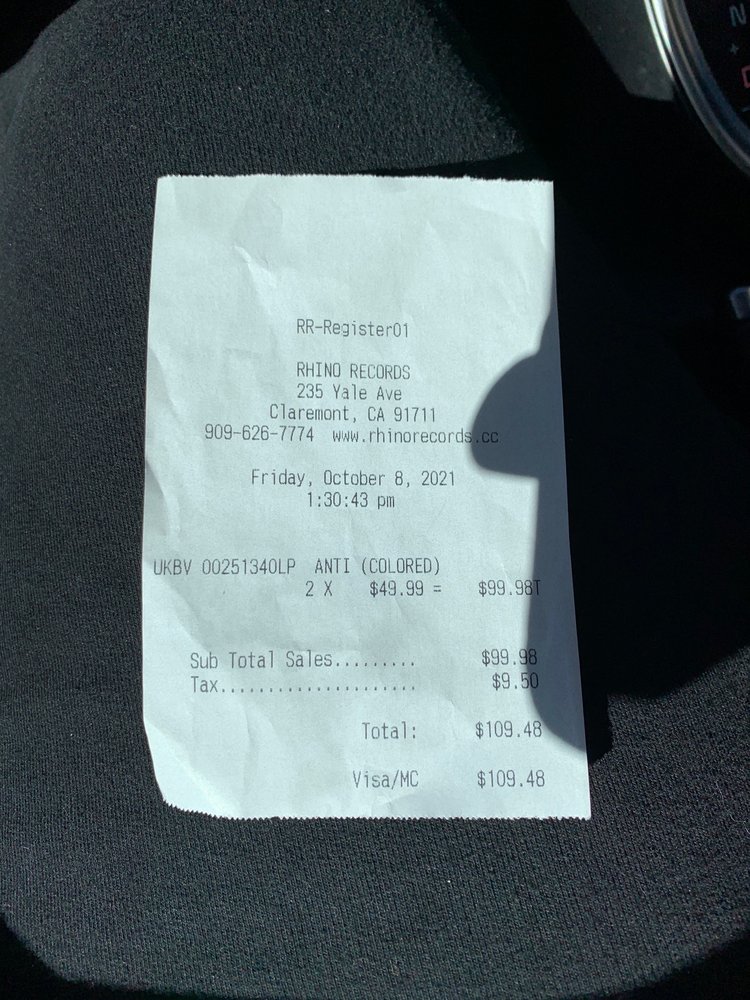 RR-Register01
RHINO RECORDS
235 Yale Ave
Claremont, CA 91711
909-626-7774 www.rhinorecords.cc
Friday, October 8, 2021
1:30:43 pm
UKBV 00251340LP ANTI (COLORED)
2 X $49.99 = $99.98T
Sub Total Sales......... $99.98
Tax..................... $9.50
Total: $109.48
Visa/MC $109.48
N